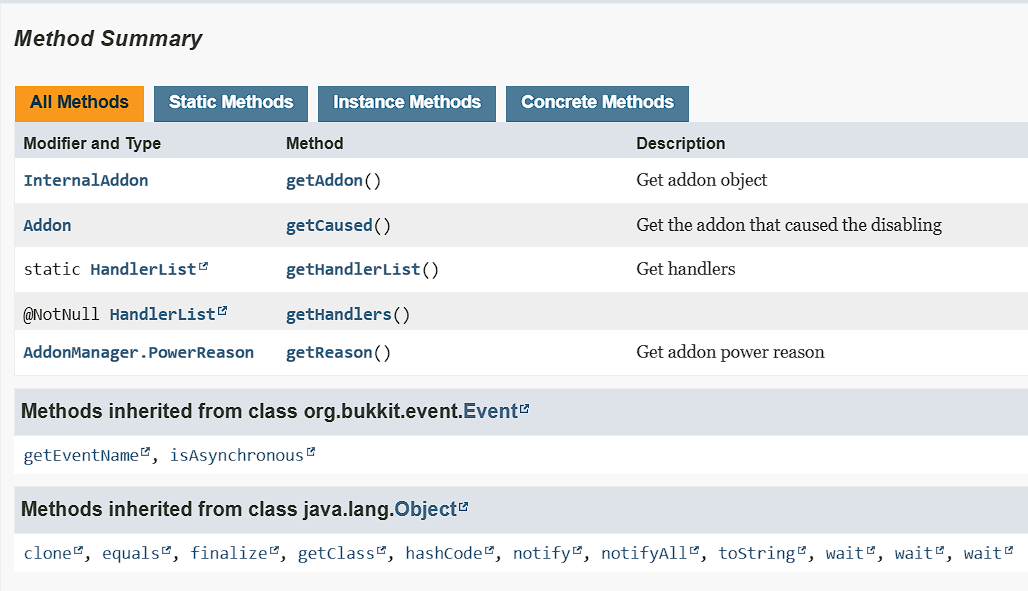 Method Summary
All Methods Static Methods Instance Methods Concrete Methods
Modifier and Type Method Description
InternalAddon getAddon() Get addon object
Addon getCaused() Get the addon that caused the disabling
static HandlerList getHandlerList() Get handlers
@NotNull HandlerList getHandlers()
AddonManager.PowerReason getReason() Get addon power reason
Methods inherited from class org.bukkit.event.Event
getEventName, isAsynchronous
Methods inherited from class java.lang.Object
clone, equals, finalize, getClass, hashCode, notify, notifyAll, toString, wait, wait, wait